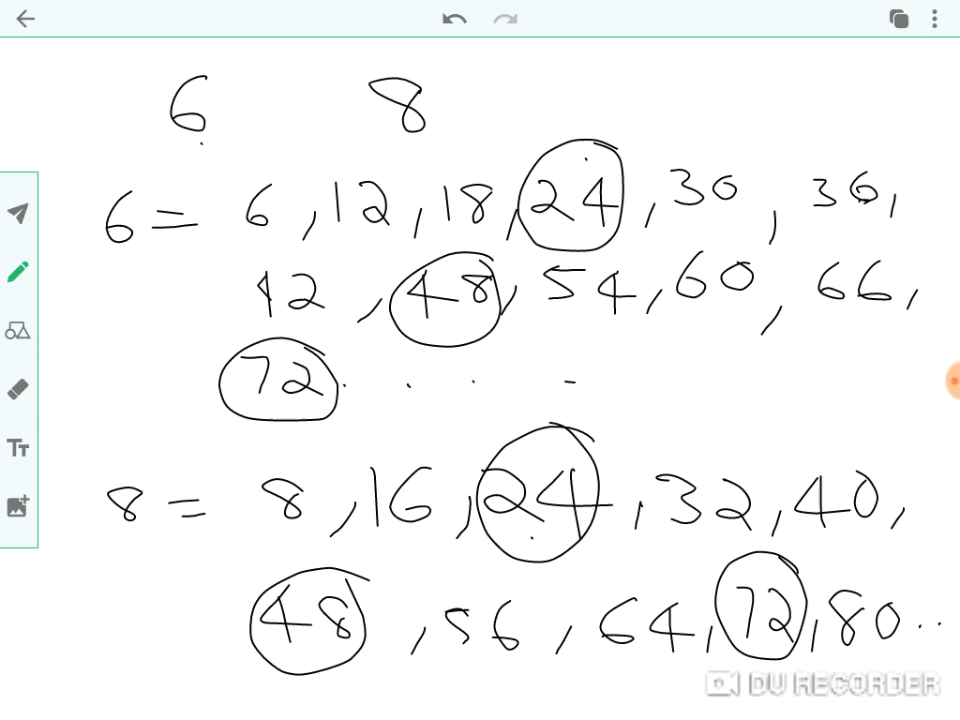 6 8
6 = 6 , 12 , 18 , 24 , 30 , 36 ,
42 , 48 , 54 , 60 , 66 ,
72 . . . -
8 = 8 , 16 , 24 , 32 , 40 ,
48 , 56 , 64 , 72 , 80 . .
Tт
DU RECORDER